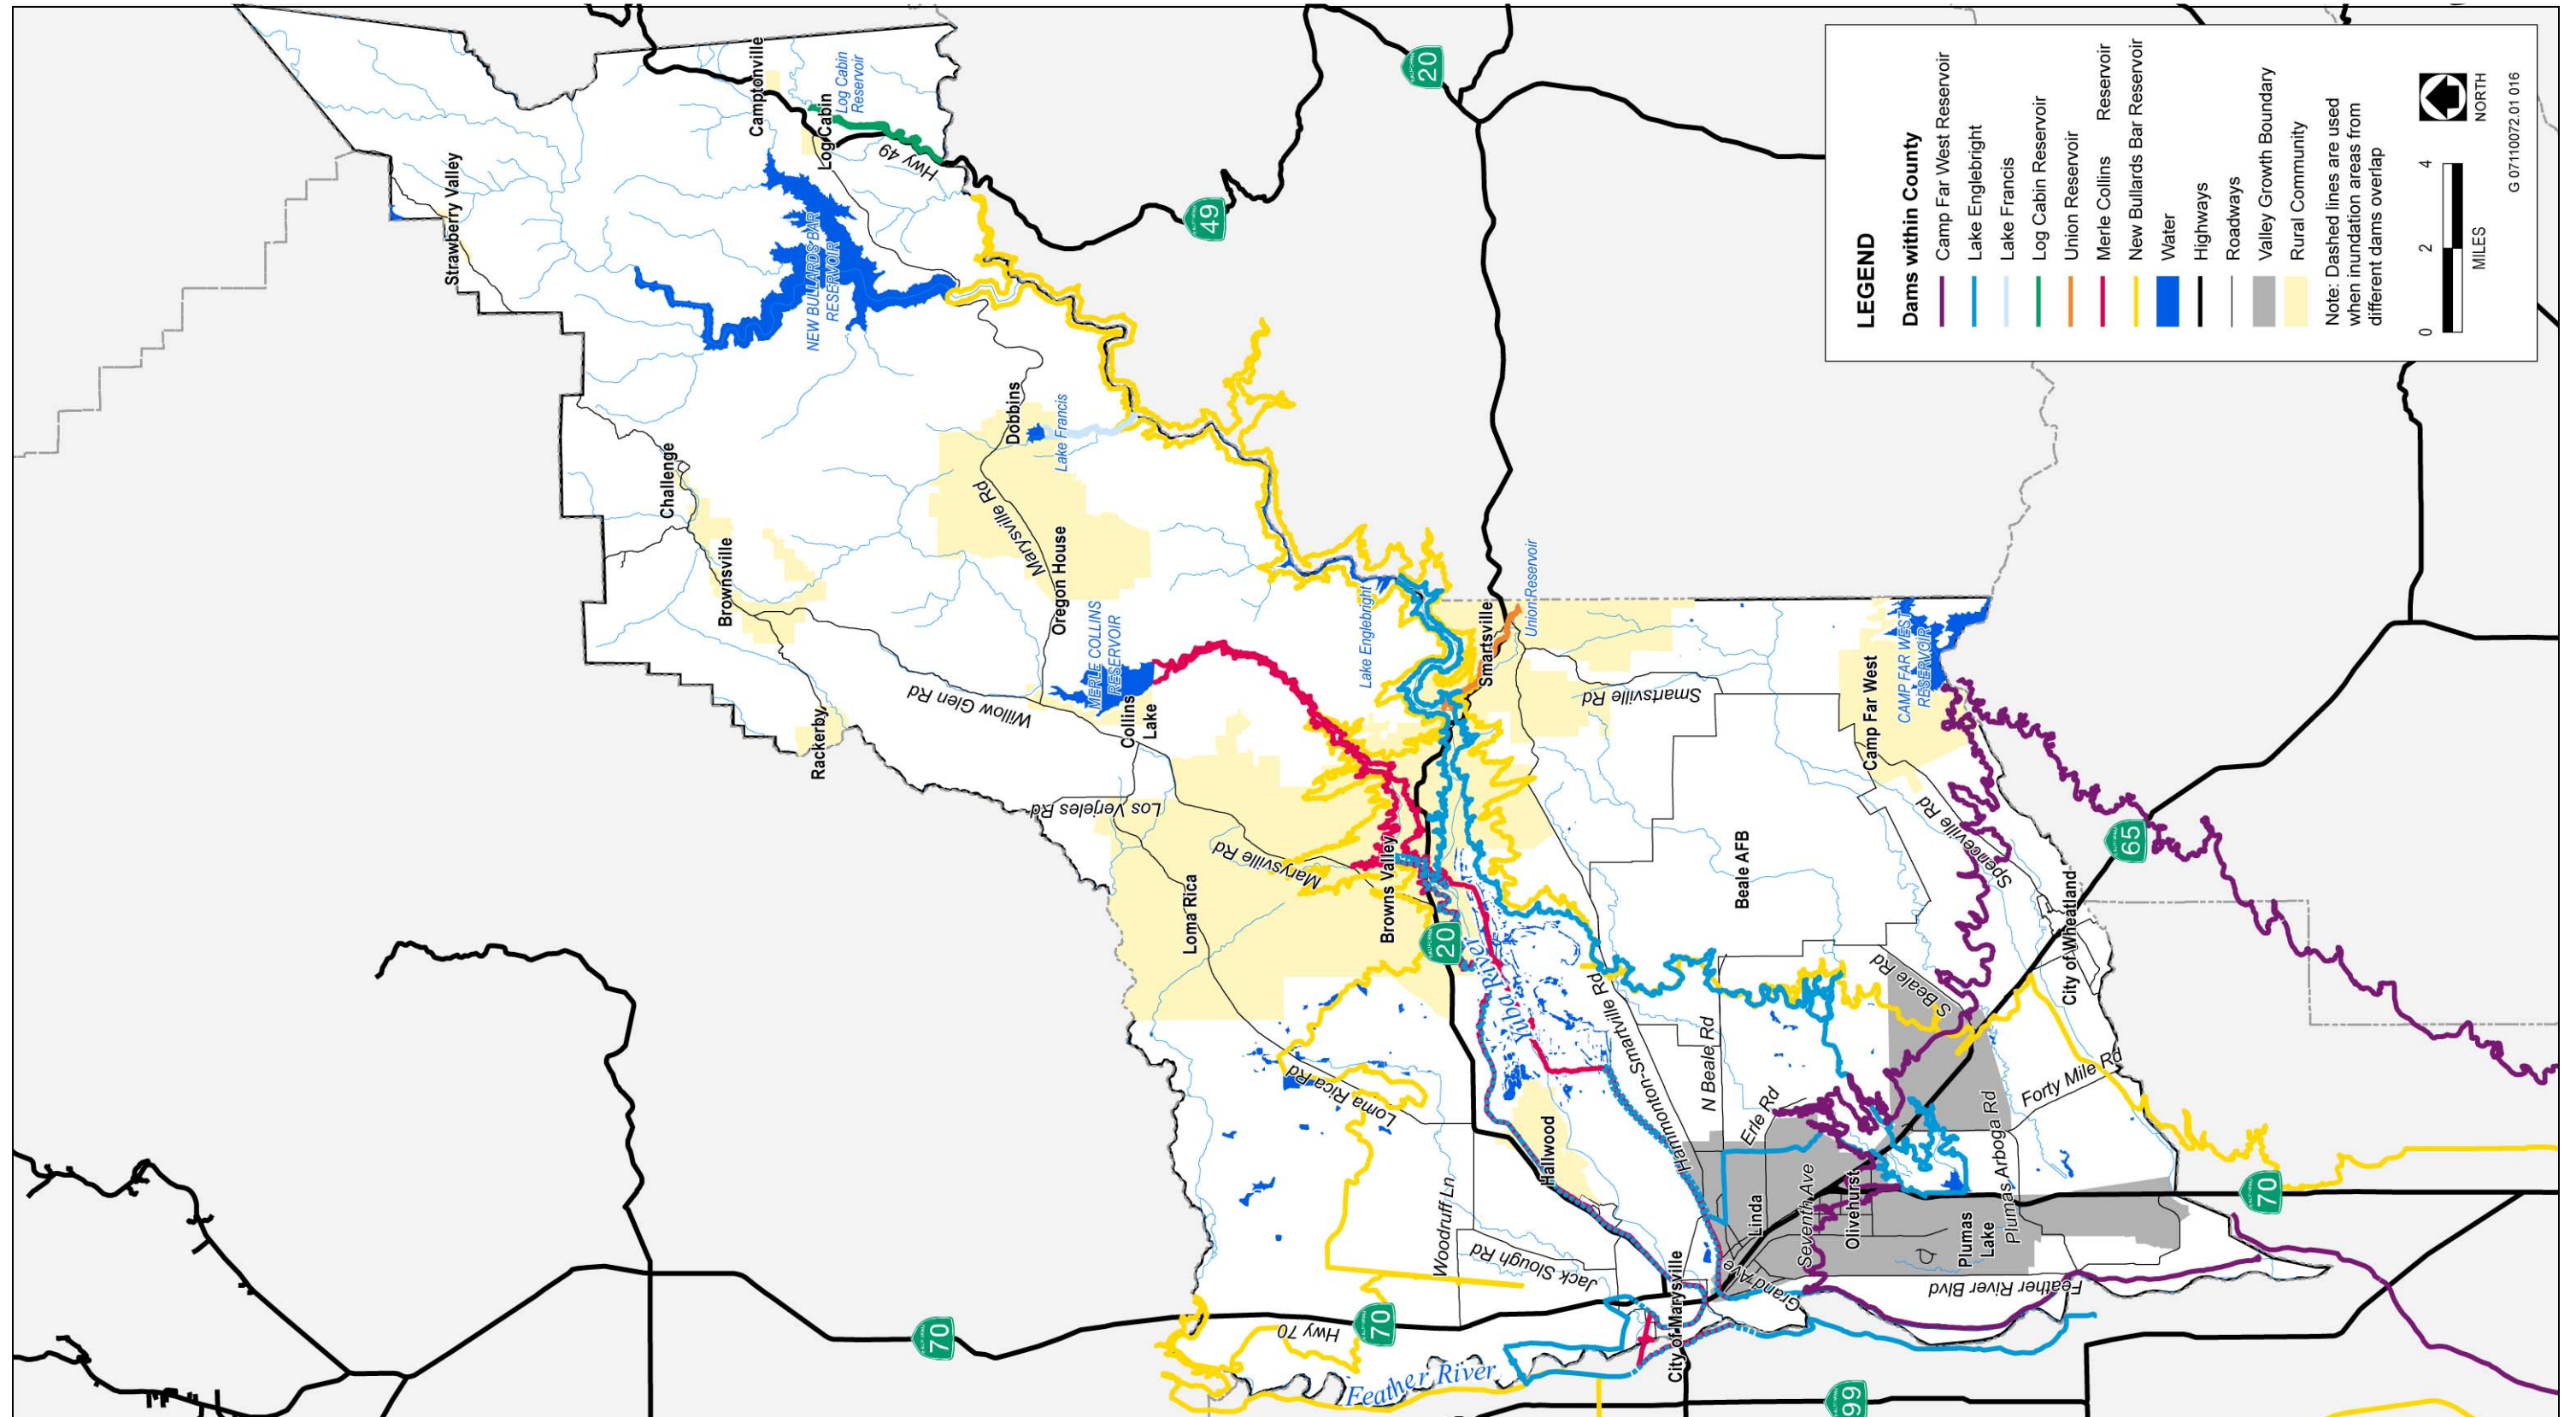 Strawberry Valley
Camptonville
Log Cabin
Log Cabin
Reservoir
Hwy 49
NEW BULLARDS BAR
RESERVOIR
20
49
Challenge
Dobbins
Lake Francis
Marysville Rd
Brownsville
Oregon House
MERLE COLLINS
RESERVOIR
Rackerby
Willow Glen Rd
Collins
Lake
Los Verjeles Rd
Lake Englebright
Union Reservoir
Smartsville
Smartsville Rd
Camp Far West
CAMP FAR WEST
RESERVOIR
Loma Rica
Marysville Rd
Browns Valley
CALIFORNIA
20
Yuba River
Beale AFB
Spenceville Rd
65
City of Wheatland
Loma Rica Rd
Hammonton-Smartville Rd
N Beale Rd
S Beale Rd
Erle Rd
Forty Mile Rd
Hallwood
Woodruff Ln
Jack Slough Rd
Linda
Seventh Ave
Olivehurst
Plumas
Lake
Plumas Arboga Rd
Grand Ave
Feather River Blvd
City of Marysville
Hwy 70
Feather River
70
70
70
99
LEGEND
Dams within County
Camp Far West Reservoir
Lake Englebright
Lake Francis
Log Cabin Reservoir
Union Reservoir
Merle Collins Reservoir
New Bullards Bar Reservoir
Water
Highways
Roadways
Valley Growth Boundary
Rural Community
Note: Dashed lines are used
when inundation areas from
different dams overlap
0 2 4
MILES
NORTH
G 07110072.01 016